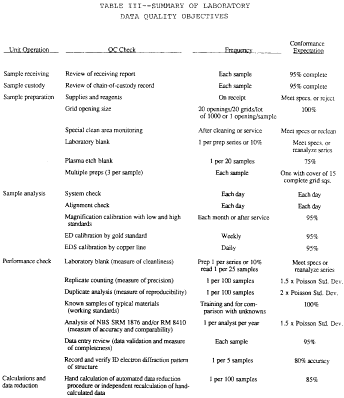 TABLE III--SUMMARY OF LABORATORY
DATA QUALITY OBJECTIVES
Unit Operation QC Check Frequency Conformance Expectation
Sample receiving Review of receiving report Each sample 95% complete
Sample custody Review of chain-of-custody record Each sample 95% complete
Sample preparation Supplies and reagents On receipt Meet specs. or reject
Grid opening size 20 openings/20 grids/lot 100%
of 1000 or 1 opening/sample
Special clean area monitoring After cleaning or service Meet specs or reclean
Laboratory blank 1 per prep series or 10% Meet specs. or
reanalyze series
Plasma etch blank 1 per 20 samples 75%
Multiple preps (3 per sample) Each sample One with cover of 15
complete grid sqs.
Sample analysis System check Each day Each day
Alignment check Each day Each day
Magnification calibration with low and high Each month or after service 95%
standards
ED calibration by gold standard Weekly 95%
EDS calibration by copper line Daily 95%
Performance check Laboratory blank (measure of cleanliness) Prep 1 per series or 10% Meet specs or
read 1 per 25 samples reanalyze series
Replicate counting (measure of precision) 1 per 100 samples 1.5 x Poisson Std. Dev.
Duplicate analysis (measure of reproducibility) 1 per 100 samples 2 x Poisson Std. Dev.
Known samples of typical materials Training and for com- 100%
(working standards) parison with unknowns
Analysis of NBS SRM 1876 and/or RM 8410 1 per analyst per year 1.5 x Poisson Std. Dev.
(measure of accuracy and comparability)
Data entry review (data validation and measure Each sample 95%
of completeness)
Record and verify ID electron diffraction pattern 1 per 5 samples 80% accuracy
of structure
Calculations and Hand calculation of automated data reduction 1 per 100 samples 85%
data reduction procedure or independent recalculation of hand-
calculated data